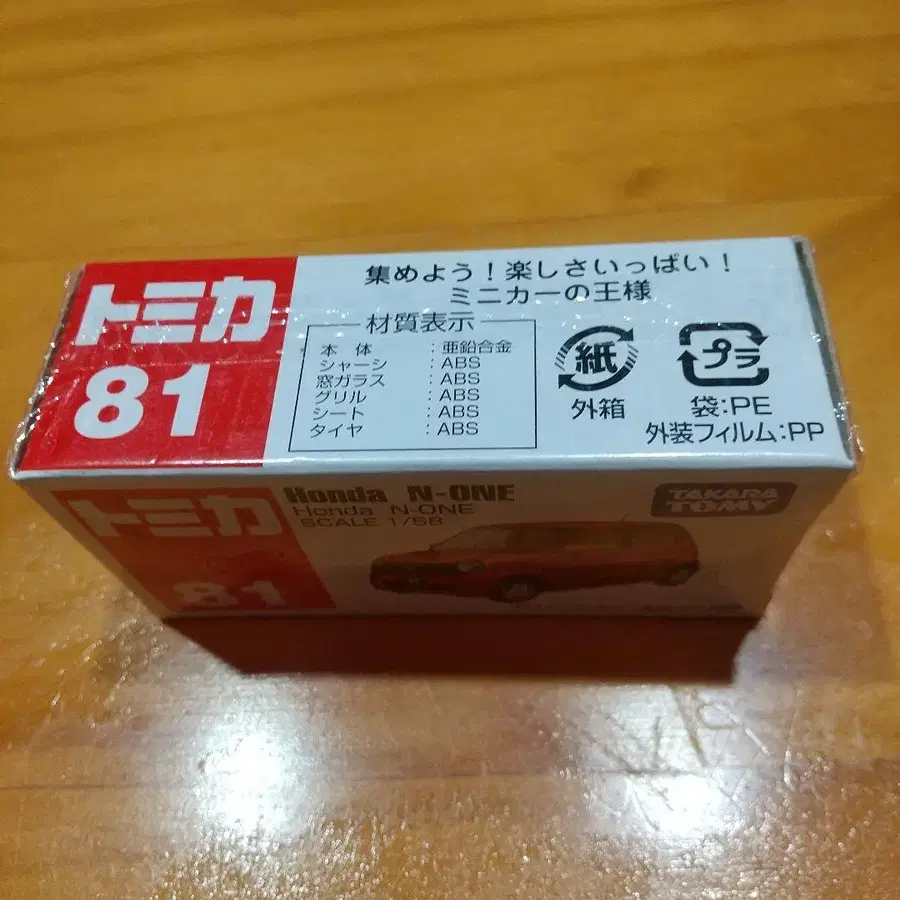 トミカ
81
集めよう！楽しさいっぱい！
ミニカーの王様
材質表示
本体：亜鉛合金
シャーシ：ABS
窓ガラス：ABS
グリル：ABS
シート：ABS
タイヤ：ABS
紙
外箱
プラ
袋:PE
外装フィルム:PP
トミカ
81
Honda N-ONE
Honda N-ONE
SCALE 1/58
TAKARA
TOMY